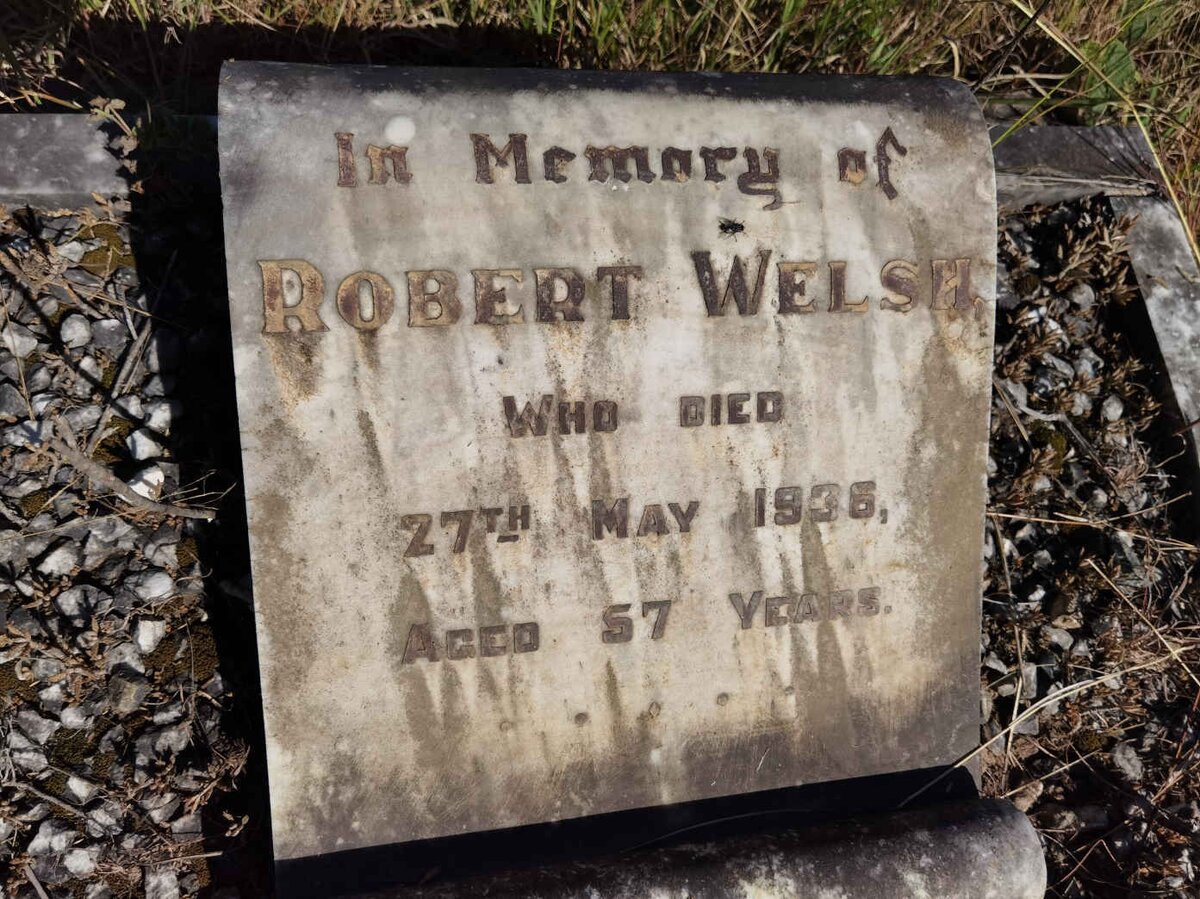 In Memory of
ROBERT WELSH,
WHO DIED
27TH MAY 1936,
AGED 57 YEARS.